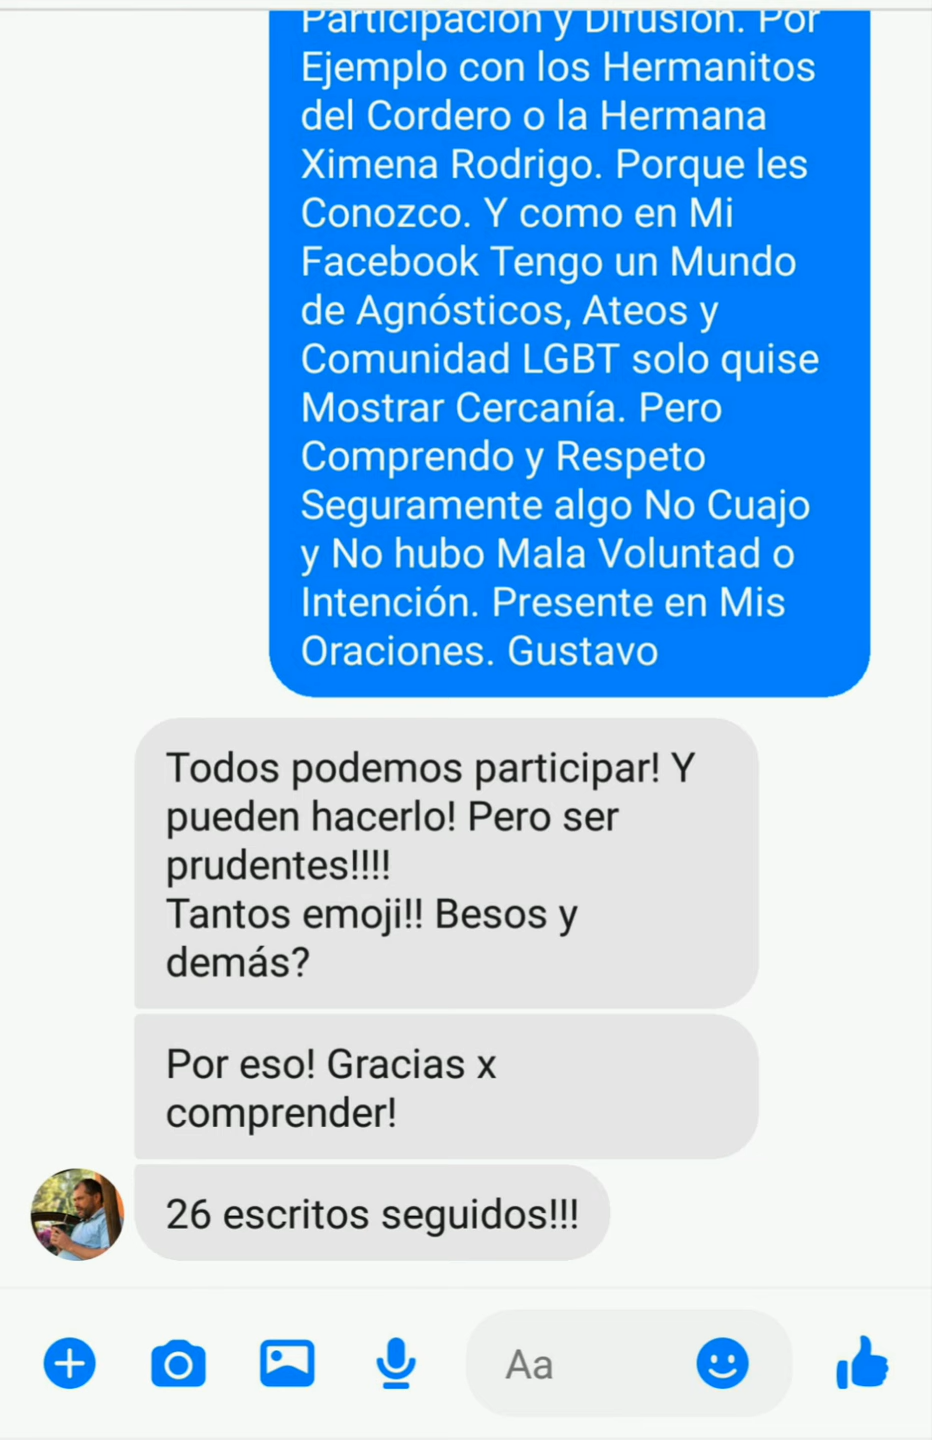 Participación y Difusión. Por
Ejemplo con los Hermanitos
del Cordero o la Hermana
Ximena Rodrigo. Porque les
Conozco. Y como en Mi
Facebook Tengo un Mundo
de Agnósticos, Ateos y
Comunidad LGBT solo quise
Mostrar Cercanía. Pero
Comprendo y Respeto
Seguramente algo No Cuajo
y No hubo Mala Voluntad o
Intención. Presente en Mis
Oraciones. Gustavo
Todos podemos participar! Y
pueden hacerlo! Pero ser
prudentes!!!!
Tantos emoji!! Besos y
demás?
Por eso! Gracias x
comprender!
26 escritos seguidos!!!
Aa